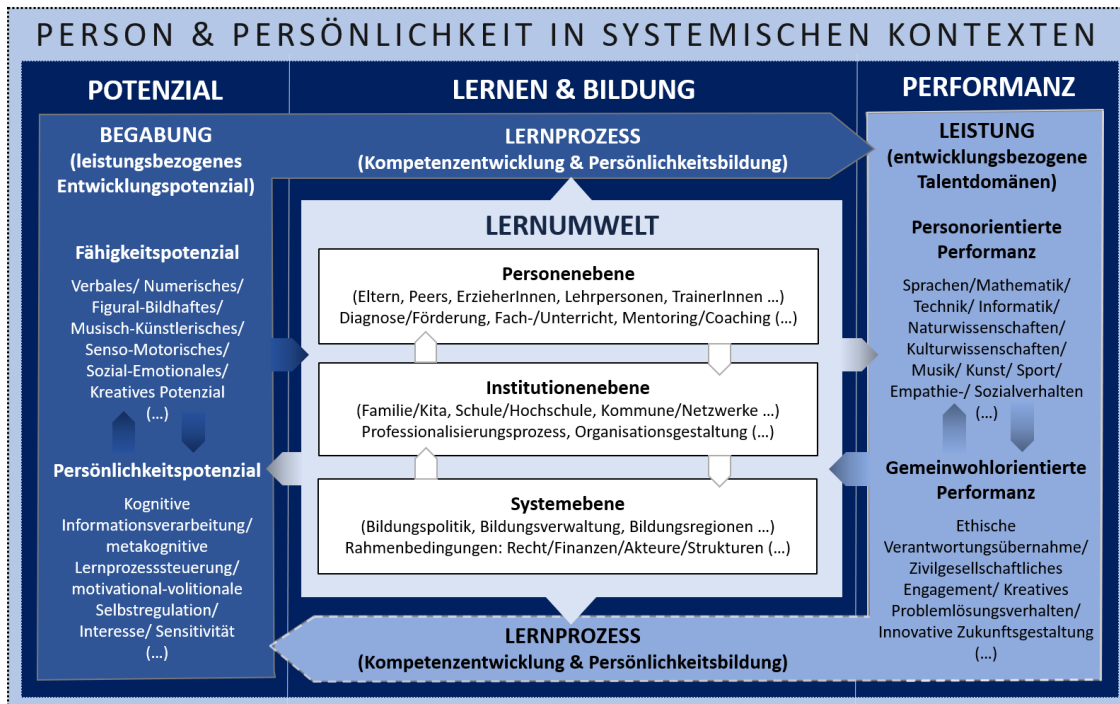 PERSON & PERSÖNLICHKEIT IN SYSTEMISCHEN KONTEXTEN
POTENZIAL
BEGABUNG
(leistungsbezogenes
Entwicklungspotenzial)
Fähigkeitspotenzial
Verbales/ Numerisches/
Figural-Bildhaftes/
Musisch-Künstlerisches/
Senso-Motorisches/
Sozial-Emotionales/
Kreatives Potenzial
(...)
Persönlichkeitspotenzial
Kognitive
Informationsverarbeitung/
metakognitive
Lernprozesssteuerung/
motivational-volitionale
Selbstregulation/
Interesse/ Sensitivität
(...)
LERNEN & BILDUNG
LERNPROZESS
(Kompetenzentwicklung & Persönlichkeitsbildung)
LERNUMWELT
Personenebene
(Eltern, Peers, ErzieherInnen, Lehrpersonen, TrainerInnen ...)
Diagnose/Förderung, Fach-/Unterricht, Mentoring/Coaching (...)
Institutionenebene
(Familie/Kita, Schule/Hochschule, Kommune/Netzwerke ...)
Professionalisierungsprozess, Organisationsgestaltung (...)
Systemebene
(Bildungspolitik, Bildungsverwaltung, Bildungsregionen ...)
Rahmenbedingungen: Recht/Finanzen/Akteure/Strukturen (...)
LERNPROZESS
(Kompetenzentwicklung & Persönlichkeitsbildung)
PERFORMANZ
LEISTUNG
(entwicklungsbezogene
Talentdomänen)
Personorientierte
Performanz
Sprachen/Mathematik/
Technik/ Informatik/
Naturwissenschaften/
Kulturwissenschaften/
Musik/ Kunst/ Sport/
Empathie-/ Sozialverhalten
(...)
Gemeinwohlorientierte
Performanz
Ethische
Verantwortungsübernahme/
Zivilgesellschaftliches
Engagement/ Kreatives
Problemlösungsverhalten/
Innovative Zukunftsgestaltung
(...)